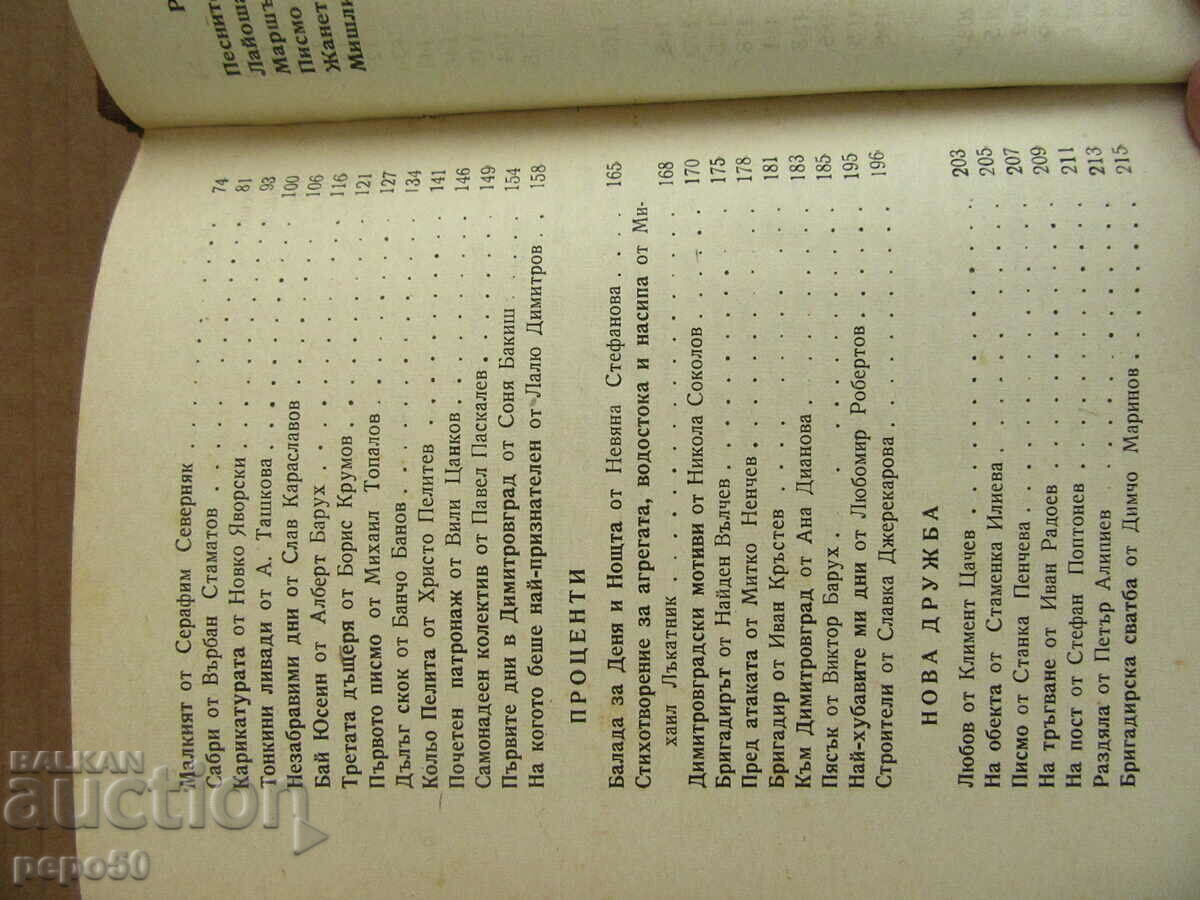 Малкият от Серафим Северняк . . . . . . . . 74
Сабри от Върбан Стаматов . . . . . . . . 81
Карикатурата от Новко Яворски . . . . . . . . 93
Тонкини ливади от А. Ташкова . . . . . . . . 100
Незабравими дни от Слав Караславов . . . . . . 106
Бай Юсеин от Алберт Барух . . . . . . . . 116
Третата дъщеря от Борис Крумов . . . . . . . 121
Първото писмо от Михаил Топалов . . . . . . 127
Дълъг скок от Банчо Банов . . . . . . . . 134
Кольо Пелита от Христо Пелитев . . . . . . . 141
Почетен патронаж от Вили Цанков . . . . . . 146
Самонадеен колектив от Павел Паскалев . . . . . 149
Първите дни в Димитровград от Соня Бакиш . . . . 154
На когото беше най-признателен от Лалю Димитров . 158
ПРОЦЕНТИ
Балада за Деня и Нощта от Невяна Стефанова . . . 165
Стихотворение за агрегата, водостока и насипа от Ми-
хаил Лъкатник . . . . . . . . . . . 168
Димитровградски мотиви от Никола Соколов . . . . 170
Бригадирът от Найден Вълчев . . . . . . . . 175
Пред атаката от Митко Ненчев . . . . . . . . 178
Бригадир от Иван Кръстев . . . . . . . . . 181
Към Димитровград от Ана Дианова . . . . . . . 183
Пясък от Виктор Барух . . . . . . . . . . 185
Най-хубавите ми дни от Любомир Робертов . . . . 195
Строители от Славка Джерекарова . . . . . . . 196
НОВА ДРУЖБА
Любов от Климент Цачев . . . . . . . . . 203
На обекта от Стаменка Илиева . . . . . . . . 205
Писмо от Станка Пенчева . . . . . . . . . 207
На тръгване от Иван Радоев . . . . . . . . 209
На пост от Стефан Поптонев . . . . . . . . 211
Раздяла от Петър Алипиев . . . . . . . . . 213
Бригадирска сватба от Димчо Маринов . . . . . . 215
Р
Песните
Лайоша
Маршъ
Писмо
Жанет
Мишли
BALKAN
auction
pepo50